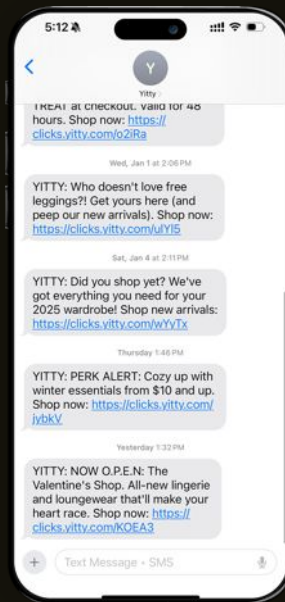 5:12
Y
Yitty
TREAT at checkout. Valid for 48
hours. Shop now: https://
clicks.yitty.com/o2iRa
Wed, Jan 1 at 2:06 PM
YITTY: Who doesn't love free
leggings?! Get yours here (and
peep our new arrivals). Shop now:
https://clicks.yitty.com/ulYl5
Sat, Jan 4 at 2:11 PM
YITTY: Did you shop yet? We've
got everything you need for your
2025 wardrobe! Shop new arrivals:
https://clicks.yitty.com/wYyTx
Thursday 1:46 PM
YITTY: PERK ALERT: Cozy up with
winter essentials from $10 and up.
Shop now: https://clicks.yitty.com/
jybkV
Yesterday 1:32 PM
YITTY: NOW O.P.E.N: The
Valentine's Shop. All-new lingerie
and loungewear that'll make your
heart race. Shop now: https://
clicks.yitty.com/KOEA3
Text Message • SMS